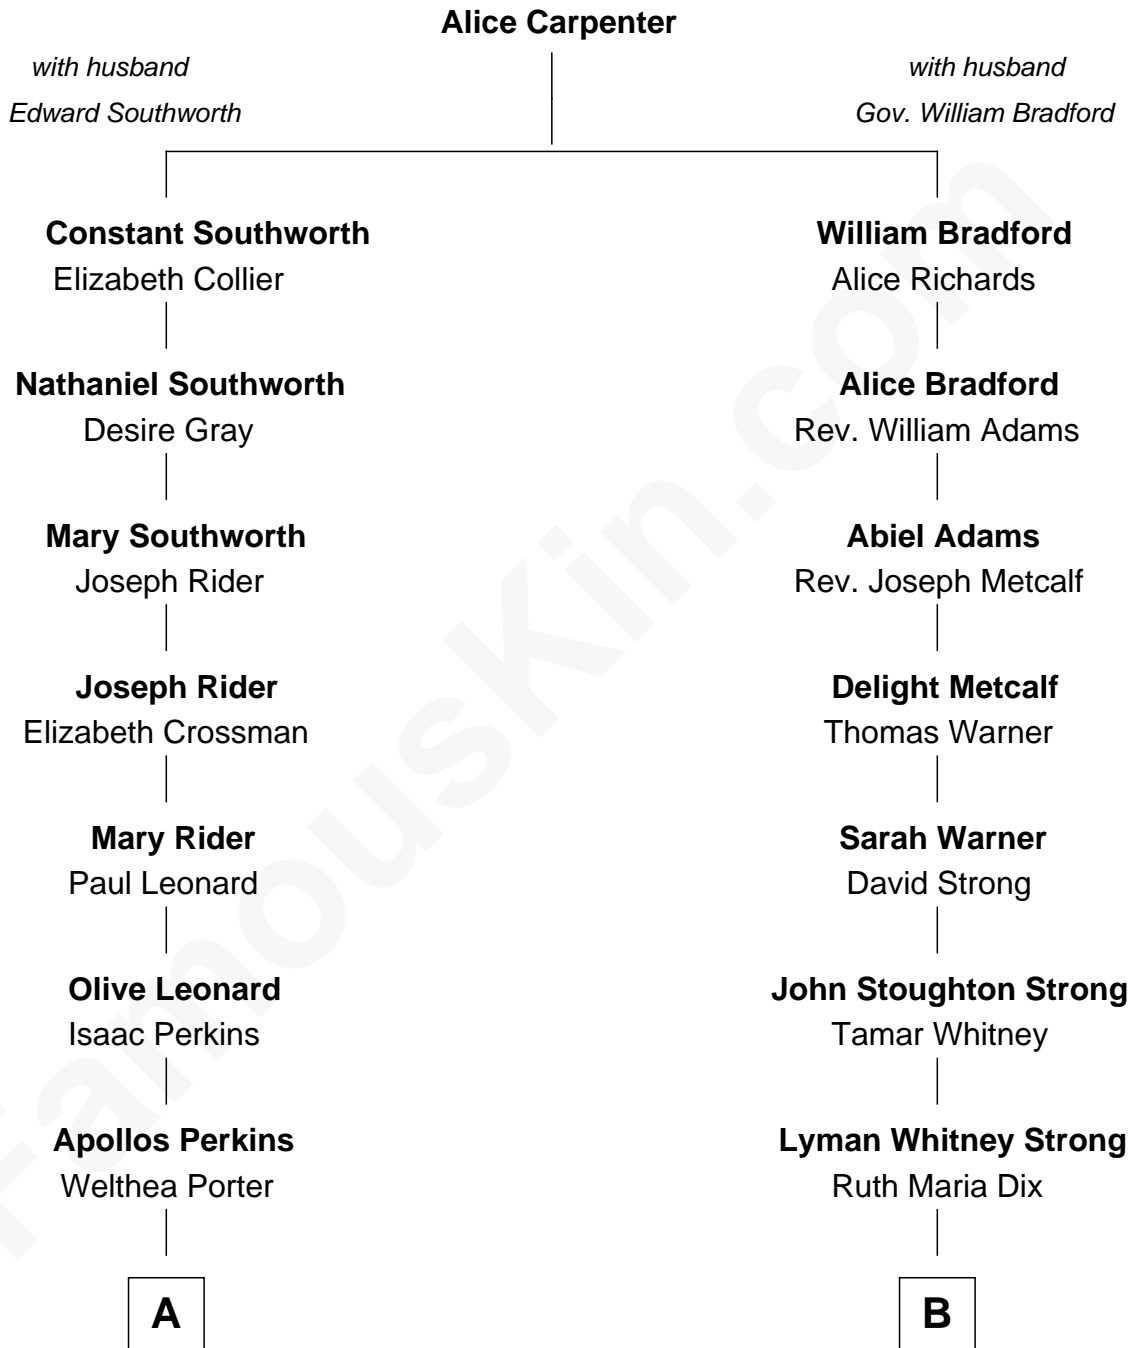 Alice Carpenter
with husband
Edward Southworth
with husband
Gov. William Bradford
Constant Southworth
Elizabeth Collier
William Bradford
Alice Richards
Nathaniel Southworth
Desire Gray
Alice Bradford
Rev. William Adams
Mary Southworth
Joseph Rider
Abiel Adams
Rev. Joseph Metcalf
Joseph Rider
Elizabeth Crossman
Delight Metcalf
Thomas Warner
Mary Rider
Paul Leonard
Sarah Warner
David Strong
Olive Leonard
Isaac Perkins
John Stoughton Strong
Tamar Whitney
Apollos Perkins
Welthea Porter
Lyman Whitney Strong
Ruth Maria Dix
A
B
FamousKin.com